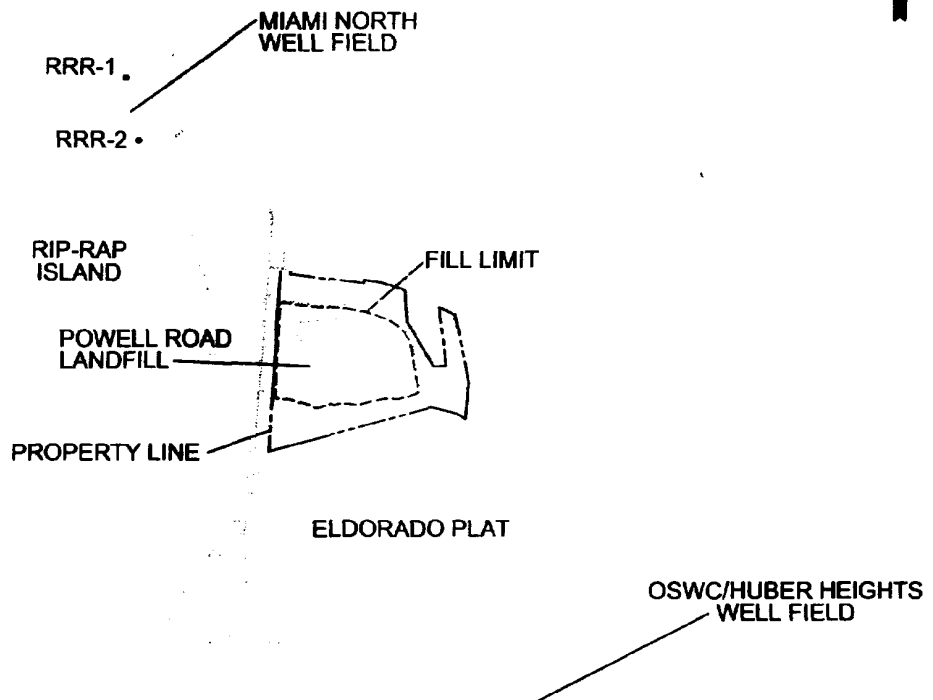 MIAMI NORTH
WELL FIELD
RRR-1
RRR-2
RIP-RAP
ISLAND
FILL LIMIT
POWELL ROAD
LANDFILL
PROPERTY LINE
ELDORADO PLAT
OSWC/HUBER HEIGHTS
WELL FIELD